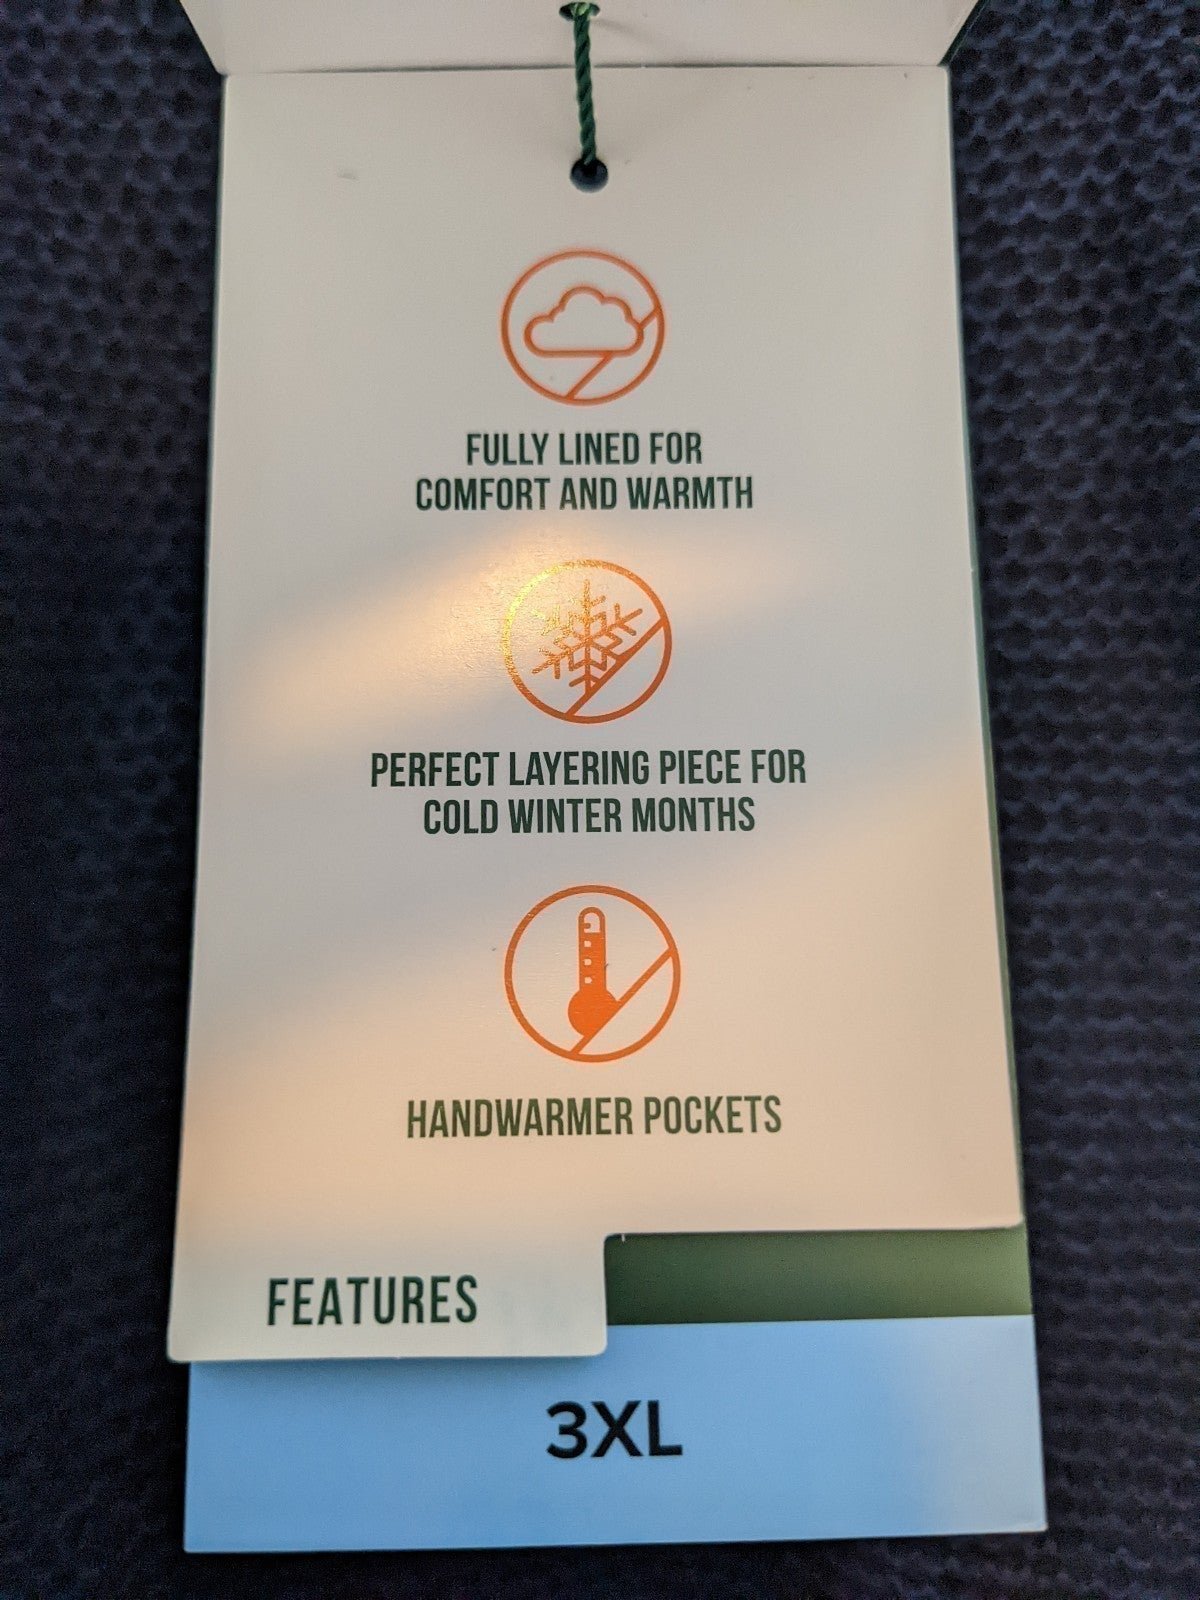 FULLY LINED FOR
COMFORT AND WARMTH
PERFECT LAYERING PIECE FOR
COLD WINTER MONTHS
HANDWARMER POCKETS
FEATURES
3XL